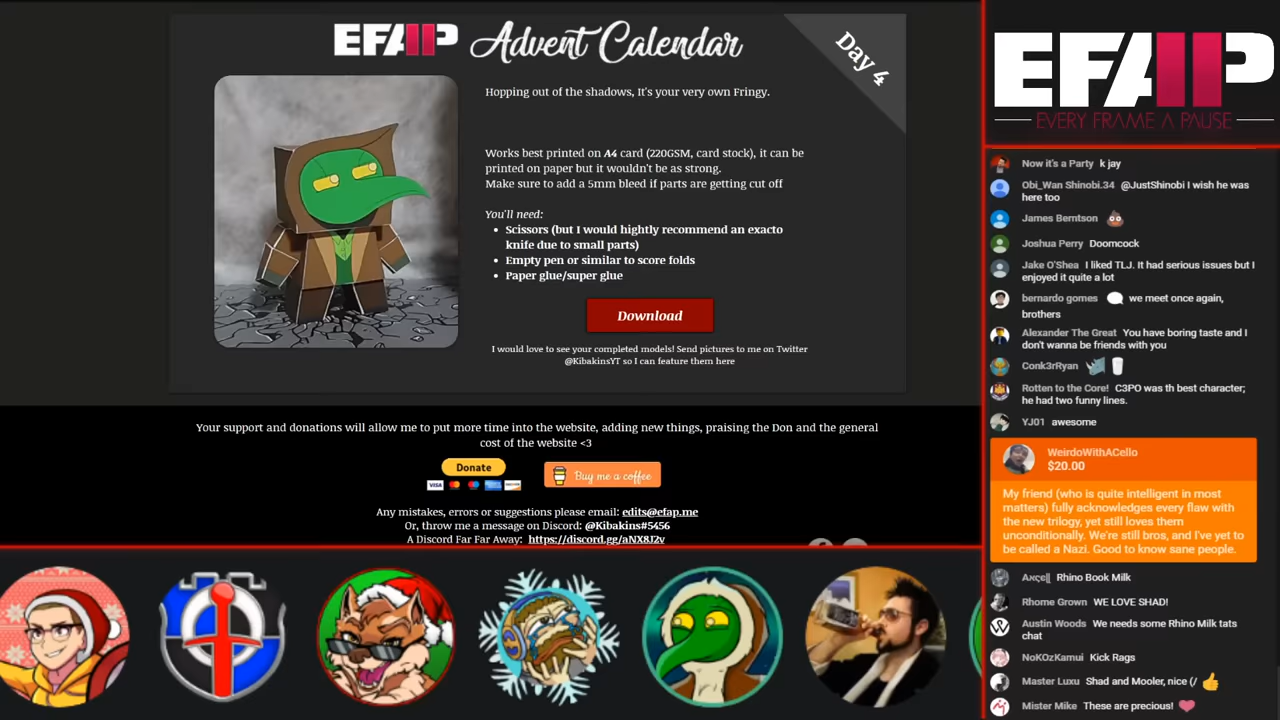 EFAP Advent Calendar
Day 4
Hopping out of the shadows, It's your very own Fringy.
Works best printed on A4 card (220GSM, card stock), it can be
printed on paper but it wouldn't be as strong.
Make sure to add a 5mm bleed if parts are getting cut off
You'll need:
• Scissors (but I would hightly recommend an exacto
knife due to small parts)
• Empty pen or similar to score folds
• Paper glue/super glue
Download
I would love to see your completed models! Send pictures to me on Twitter
@KibakinsYT so I can feature them here
Your support and donations will allow me to put more time into the website, adding new things, praising the Don and the general
cost of the website <3
Donate
VISA
Buy me a coffee
Any mistakes, errors or suggestions please email: edits@efap.me
Or, throw me a message on Discord: @Kibakins#5456
A Discord Far Far Away: https://discord.gg/aNX8J2v
EFAP
EVERY FRAME A PAUSE
Now it's a Party k jay
Obi_Wan Shinobi.34 @JustShinobi I wish he was
here too
James Berntson 💩
Joshua Perry Doomcock
Jake O'Shea I liked TLJ. It had serious issues but I
enjoyed it quite a lot
bernardo gomes we meet once again,
brothers
Alexander The Great You have boring taste and I
don't wanna be friends with you
Conk3rRyan
Rotten to the Core! C3PO was th best character;
he had two funny lines.
YJ01 awesome
WeirdoWithACello
$20.00
My friend (who is quite intelligent in most
matters) fully acknowledges every flaw with
the new trilogy, yet still loves them
unconditionally. We're still bros, and I've yet to
be called a Nazi. Good to know sane people.
Rhino Book Milk
Rhome Grown WE LOVE SHAD!
Austin Woods We needs some Rhino Milk tats
chat
NoKOzKamui Kick Rags
Master Luxu Shad and Mooler, nice (/ 👍
Mister Mike These are precious! ❤